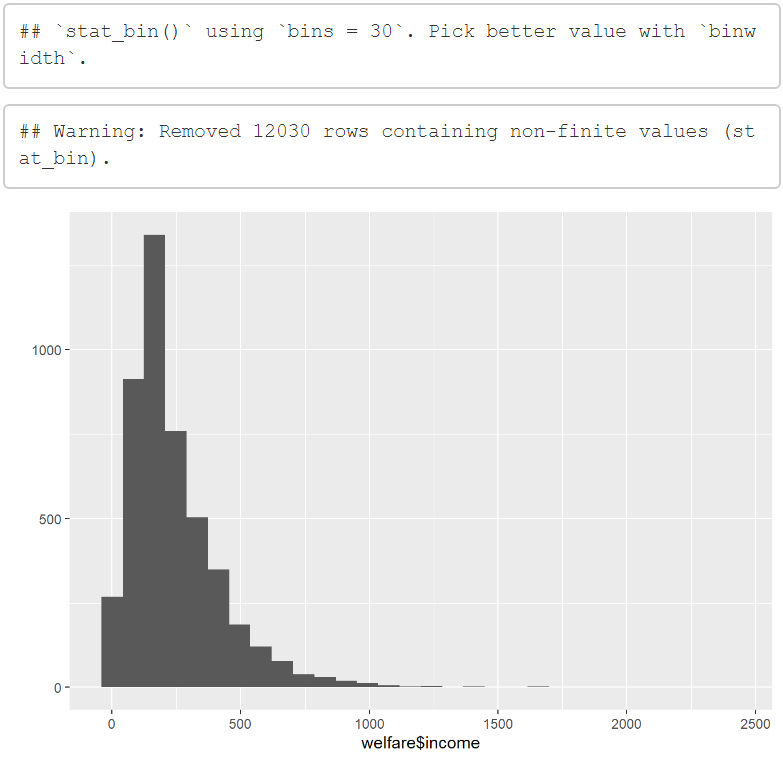 ## `stat_bin()` using `bins = 30`. Pick better value with `binw
idth`.
## Warning: Removed 12030 rows containing non-finite values (st
at_bin).
1000
500
0
0 500 1000 1500 2000 2500
welfare$income